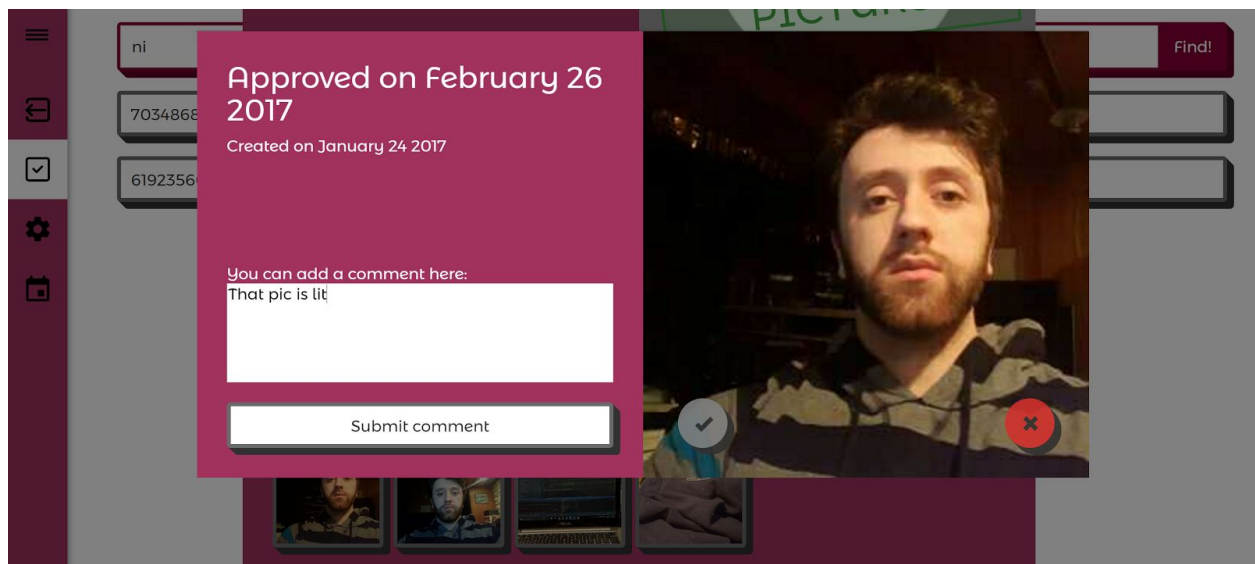 PICTURE
ni
Find!
Approved on February 26
2017
Created on January 24 2017
7034868
6192356
You can add a comment here:
That pic is lit
Submit comment